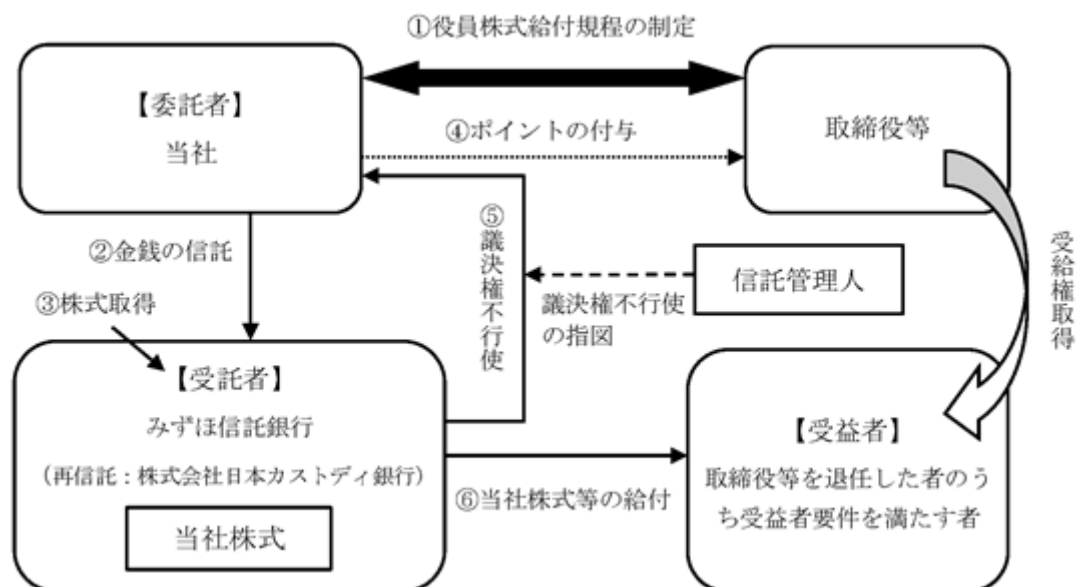 ①役員株式給付規程の制定
【委託者】
当社
④ポイントの付与
取締役等
②金銭の信託
③株式取得
⑤議決権不行使
議決権不行使
の指図
信託管理人
受給権取得
【受託者】
みずほ信託銀行
(再信託:株式会社日本カストディ銀行)
当社株式
⑥当社株式等の給付
【受益者】
取締役等を退任した者のう
ち受益者要件を満たす者